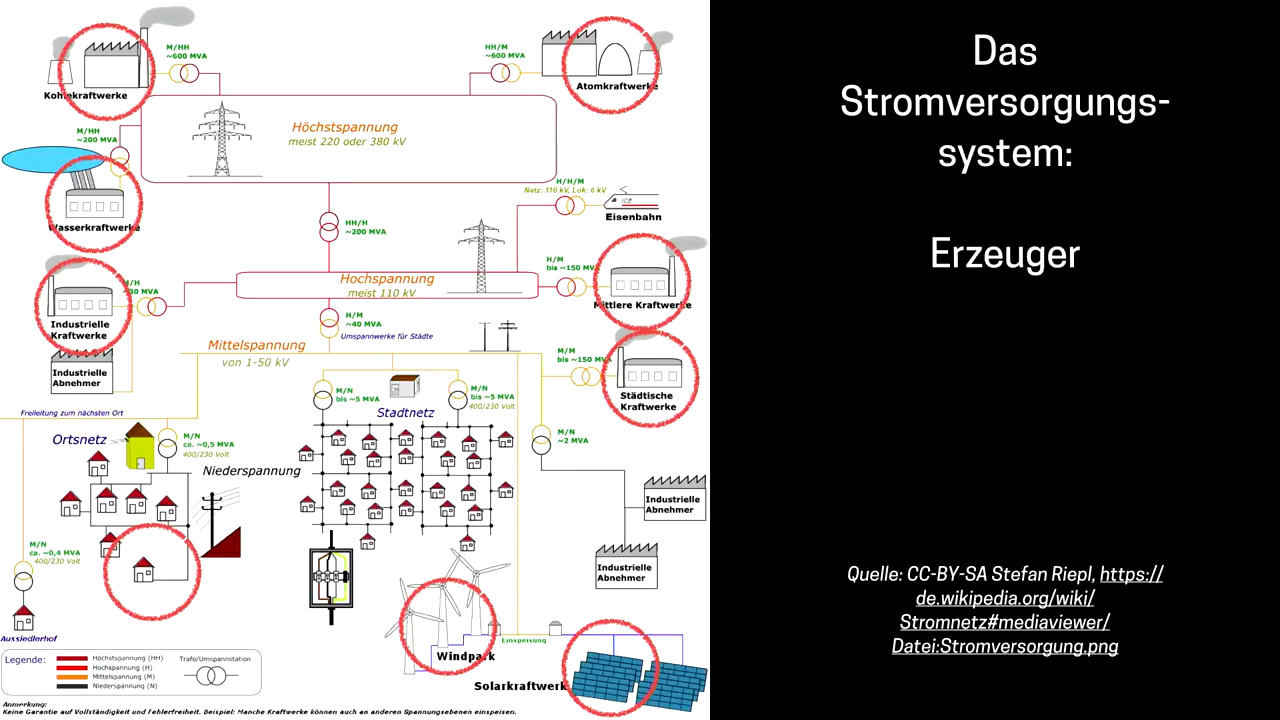 M/HH
~600 MVA
Kohlekraftwerke
HH/M
~600 MVA
Atomkraftwerke
M/HH
~200 MVA
Höchstspannung
meist 220 oder 380 kV
Wasserkraftwerke
H/H/M
Netz: 110 kV, Lok: 6 kV
ICE
Eisenbahn
HH/H
~200 MVA
Hochspannung
meist 110 kV
H/M
bis ~150 MVA
Mittlere Kraftwerke
Industrielle
Kraftwerke
H/M
~40 MVA
Umspannwerke für Städte
Mittelspannung
von 1-50 kV
M/M
bis ~150 MVA
Städtische
Kraftwerke
Industrielle
Abnehmer
M/N
bis ~5 MVA
Stadtnetz
M/N
bis ~5 MVA
400/230 Volt
Freileitung zum nächsten Ort
Ortsnetz
M/N
ca. ~0,5 MVA
400/230 Volt
Niederspannung
M/N
~2 MVA
Industrielle
Abnehmer
Industrielle
Abnehmer
M/N
ca. ~0,4 MVA
400/230 Volt
Aussiedlerhof
Einspeisung
Windpark
Solarkraftwerk
Legende:
Höchstspannung (HH)
Hochspannung (H)
Mittelspannung (M)
Niederspannung (N)
Trafo/Umspannstation
Anmerkung:
Keine Garantie auf Vollständigkeit und Fehlerfreiheit. Beispiel: Manche Kraftwerke können auch an anderen Spannungsebenen einspeisen.
Das
Stromversorgungs-
system:
Erzeuger
Quelle: CC-BY-SA Stefan Riepl, https://
de.wikipedia.org/wiki/
Stromnetz#mediaviewer/
Datei:Stromversorgung.png